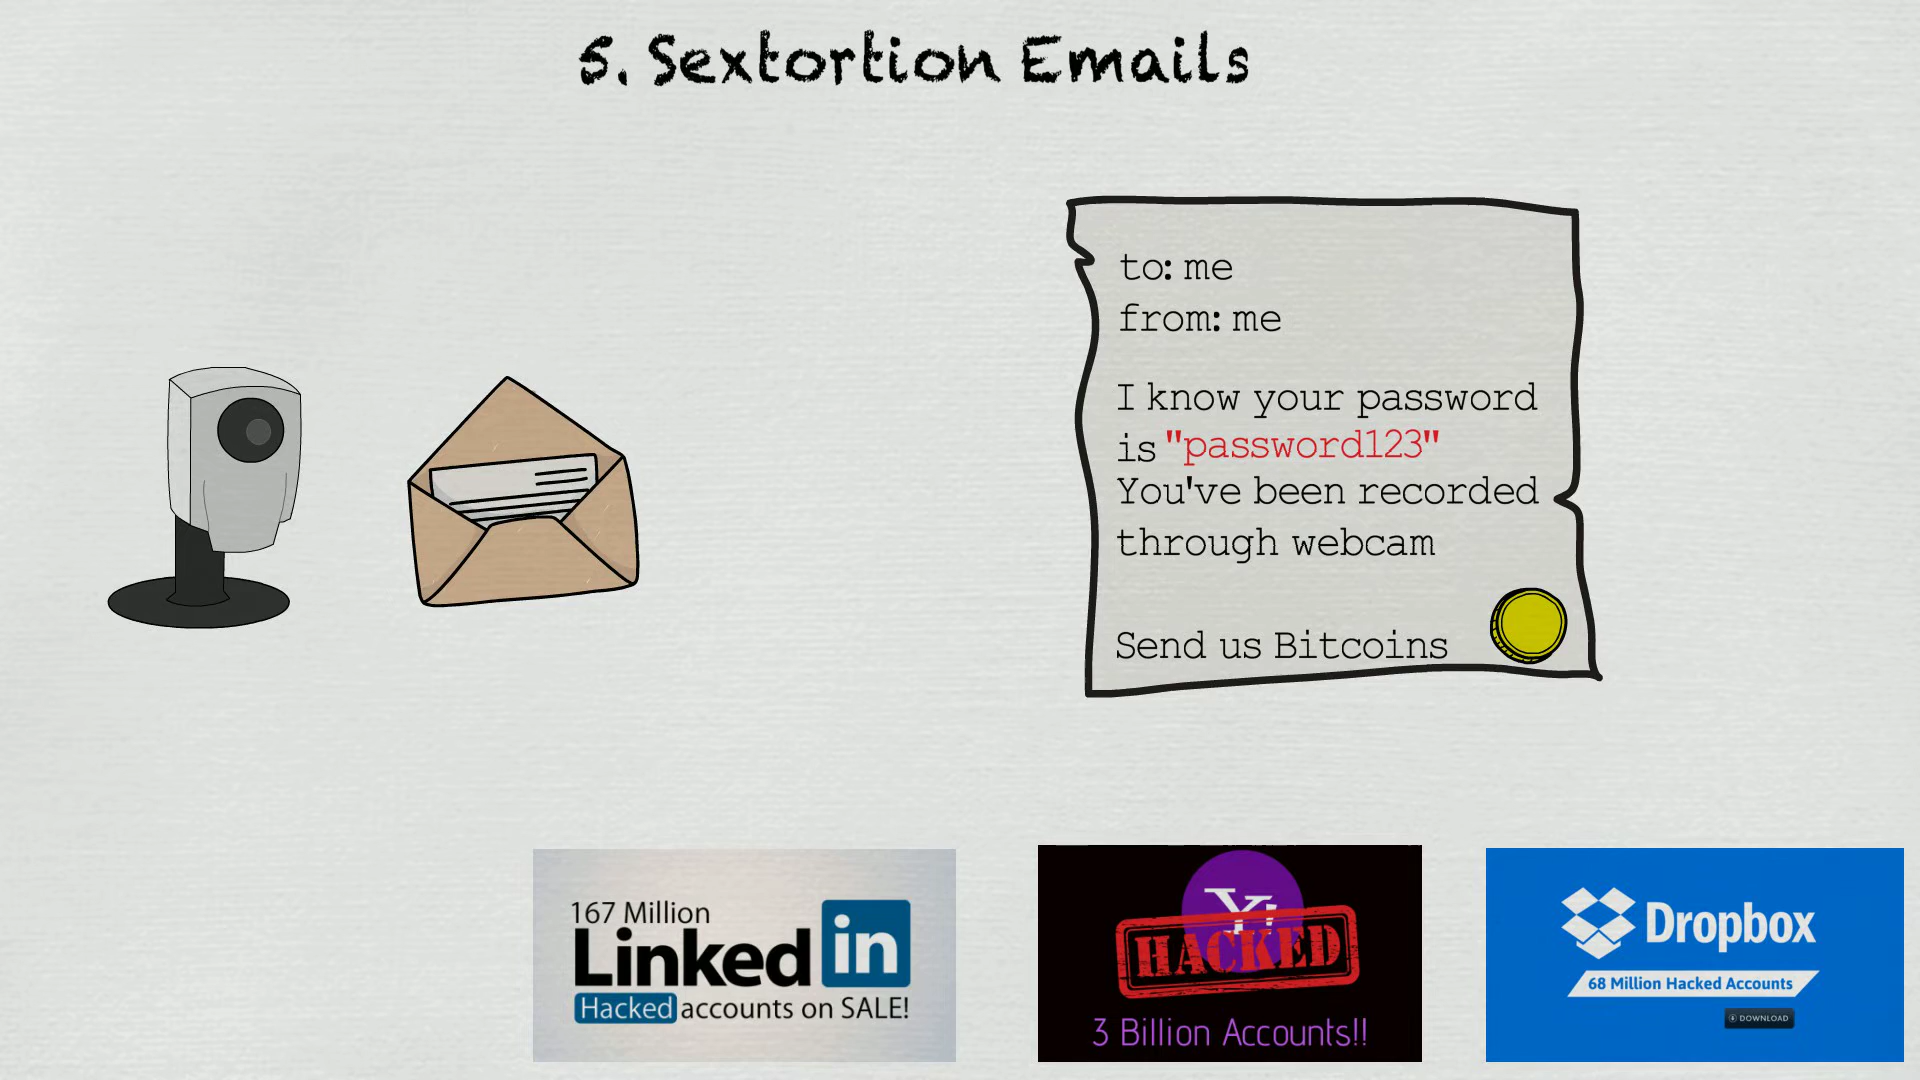 5. Sextortion Emails
to: me
from: me
I know your password
is "password123"
You've been recorded
through webcam
Send us Bitcoins
167 Million
Linked in
Hacked accounts on SALE!
Y!
HACKED
3 Billion Accounts!!
Dropbox
68 Million Hacked Accounts
DOWNLOAD